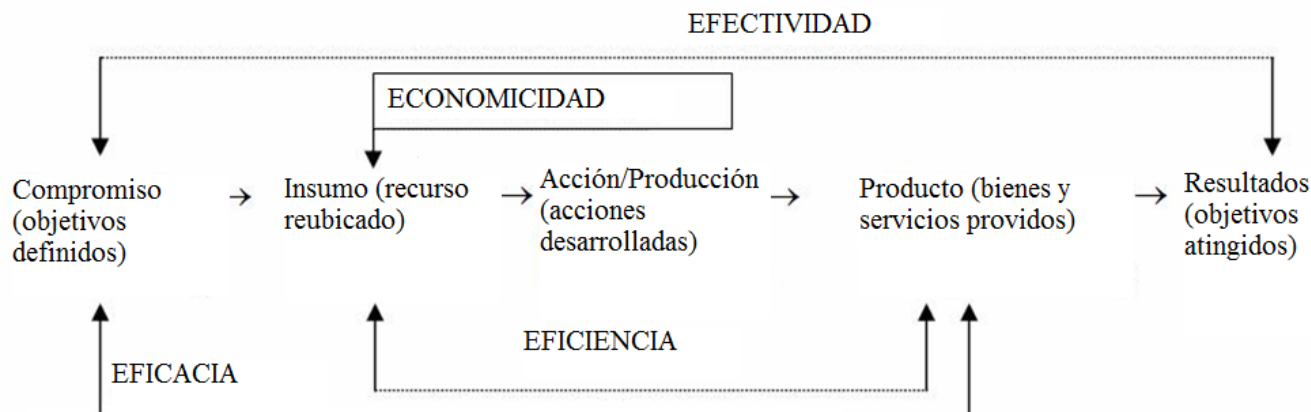 EFECTIVIDAD
ECONOMICIDAD
Compromiso
(objetivos
definidos)
Insumo (recurso
reubicado)
Acción/Producción
(acciones
desarrolladas)
Producto (bienes y
servicios providos)
Resultados
(objetivos
atingidos)
EFICIENCIA
EFICACIA